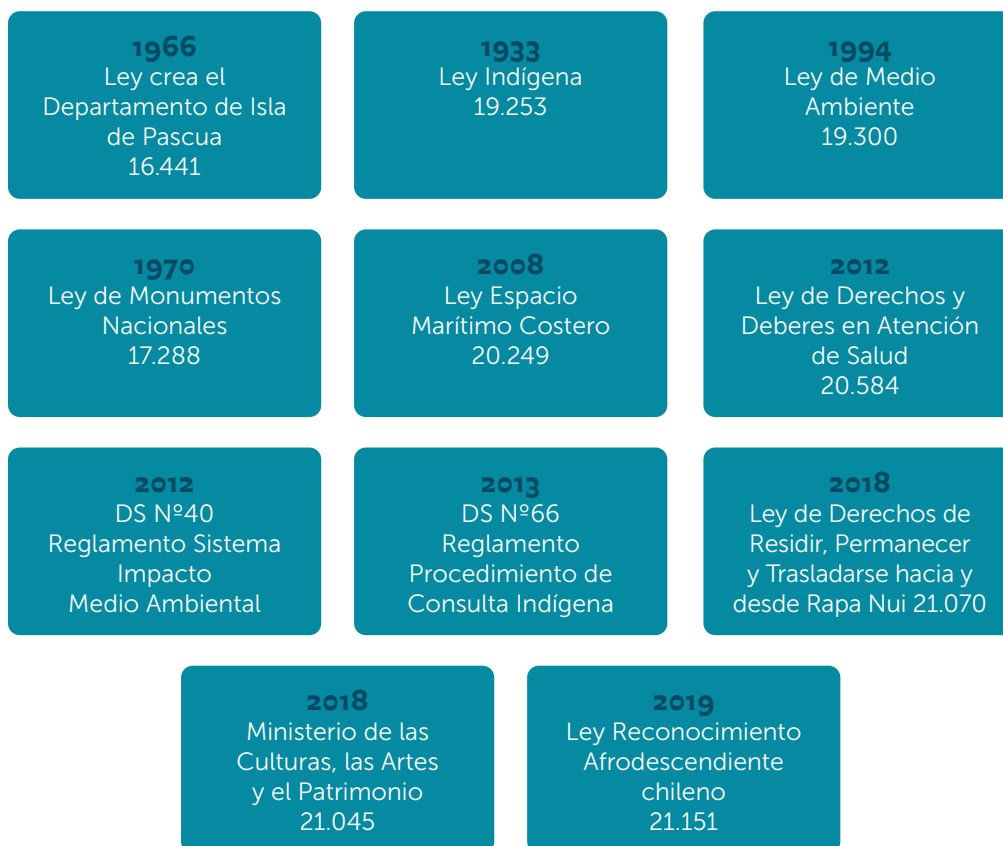 1966
Ley crea el
Departamento de Isla
de Pascua
16.441
1933
Ley Indígena
19.253
1994
Ley de Medio
Ambiente
19.300
1970
Ley de Monumentos
Nacionales
17.288
2008
Ley Espacio
Marítimo Costero
20.249
2012
Ley de Derechos y
Deberes en Atención
de Salud
20.584
2012
DS Nº40
Reglamento Sistema
Impacto
Medio Ambiental
2013
DS Nº66
Reglamento
Procedimiento de
Consulta Indígena
2018
Ley de Derechos de
Residir, Permanecer
y Trasladarse hacia y
desde Rapa Nui 21.070
2018
Ministerio de las
Culturas, las Artes
y el Patrimonio
21.045
2019
Ley Reconocimiento
Afrodescendiente
chileno
21.151